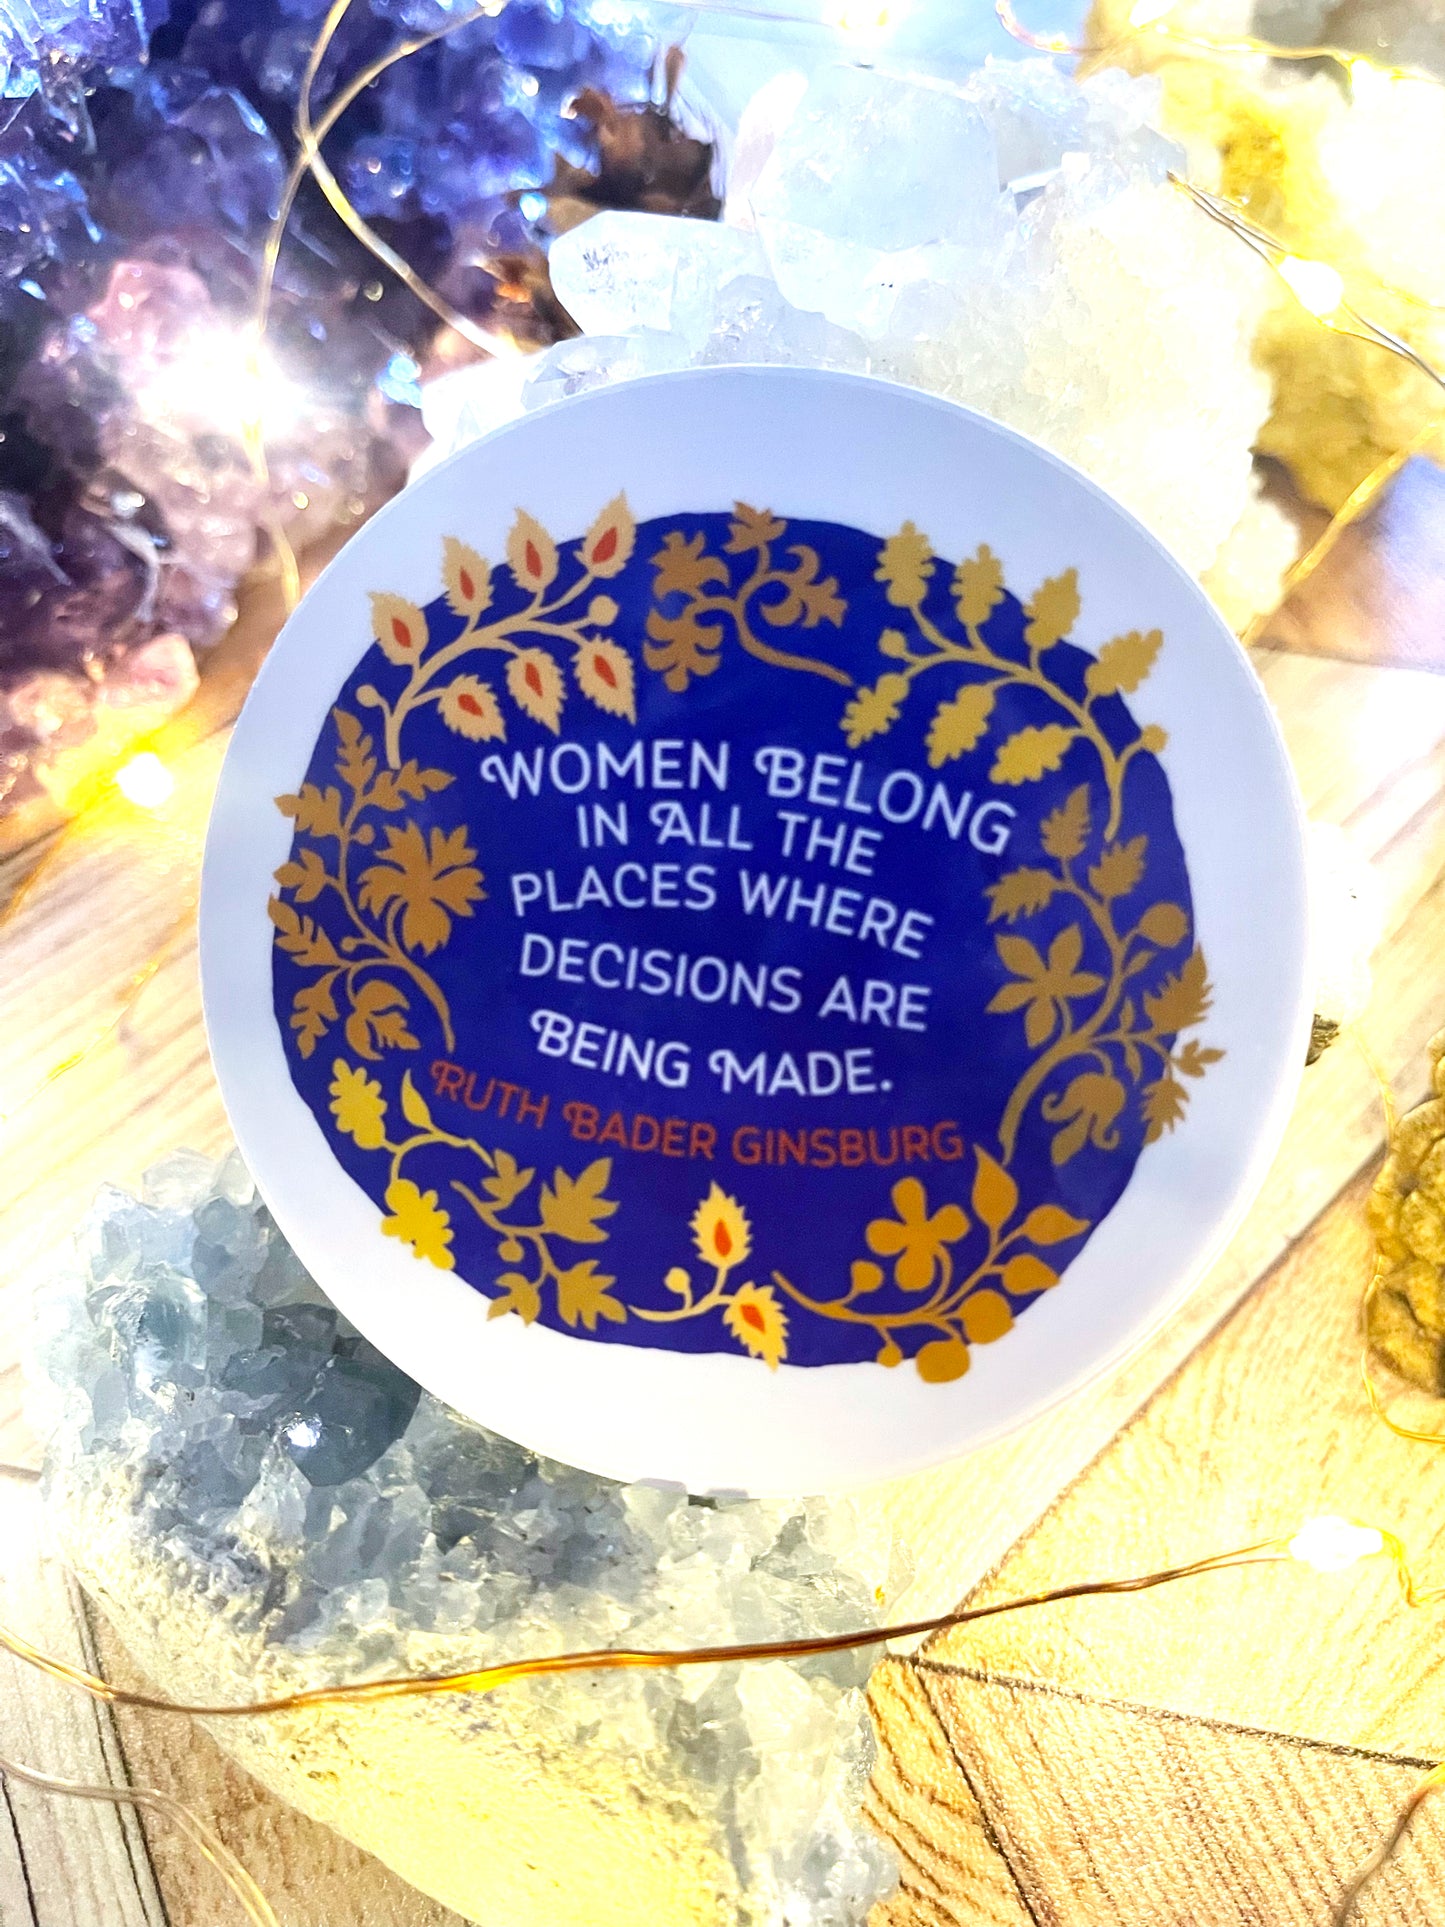 WOMEN BELONG
IN ALL THE
PLACES WHERE
DECISIONS ARE
BEING MADE.
RUTH BADER GINSBURG